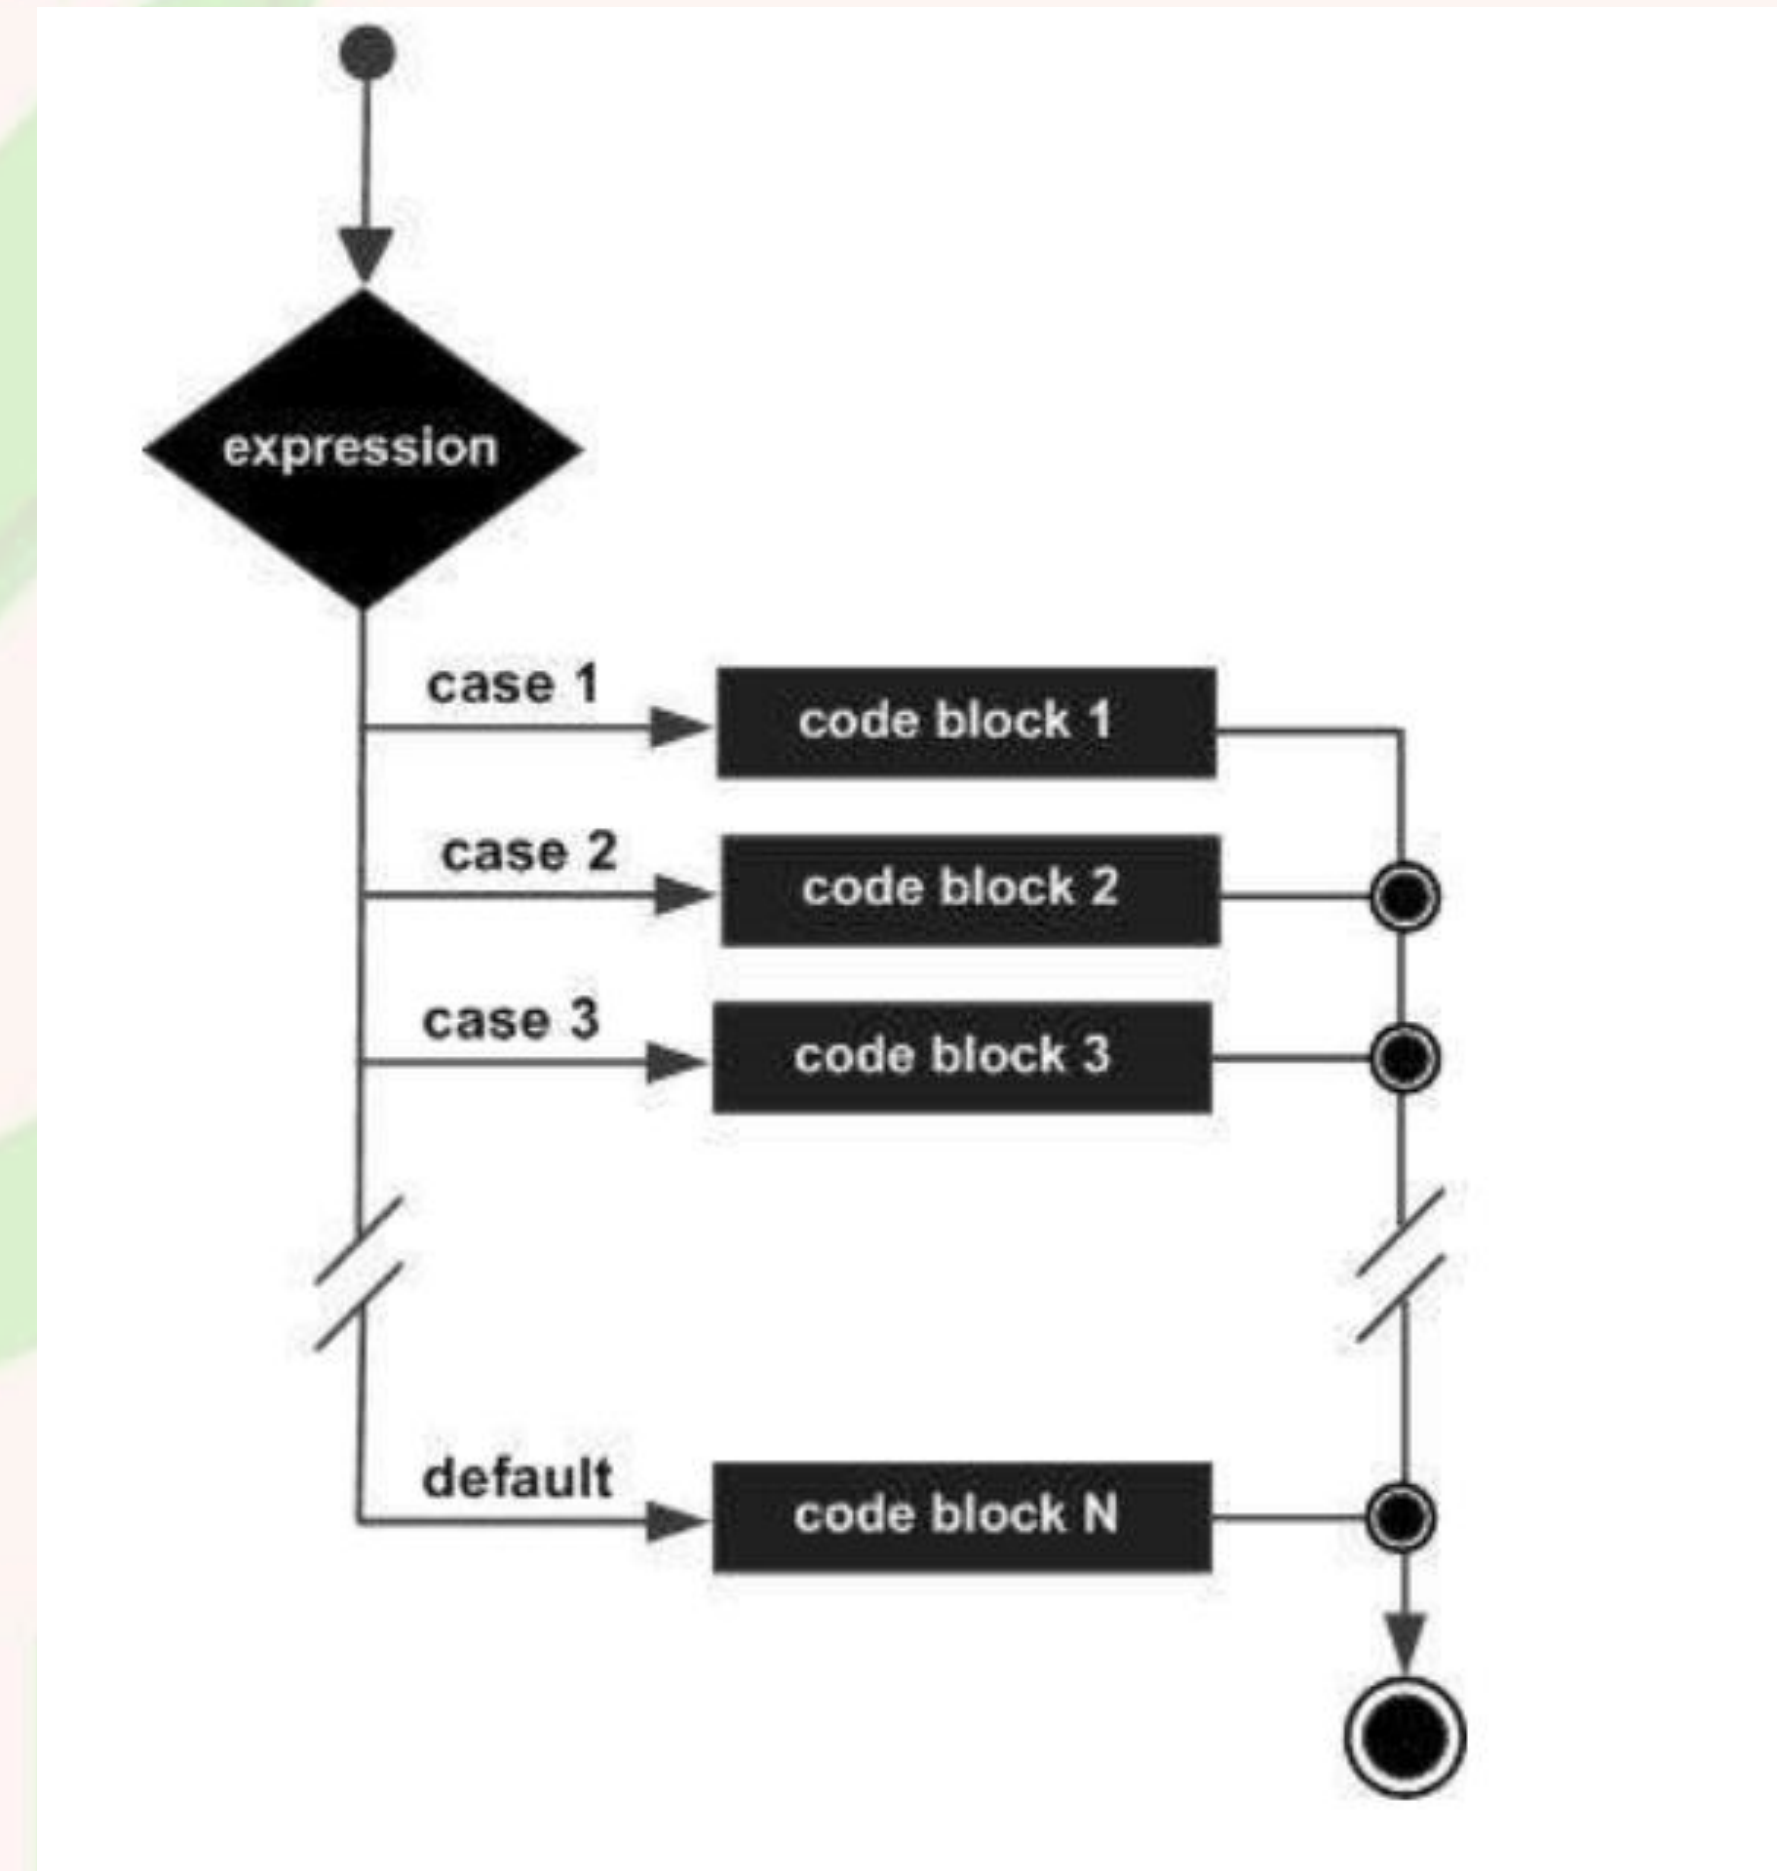 expression
case 1
code block 1
case 2
code block 2
case 3
code block 3
default
code block N